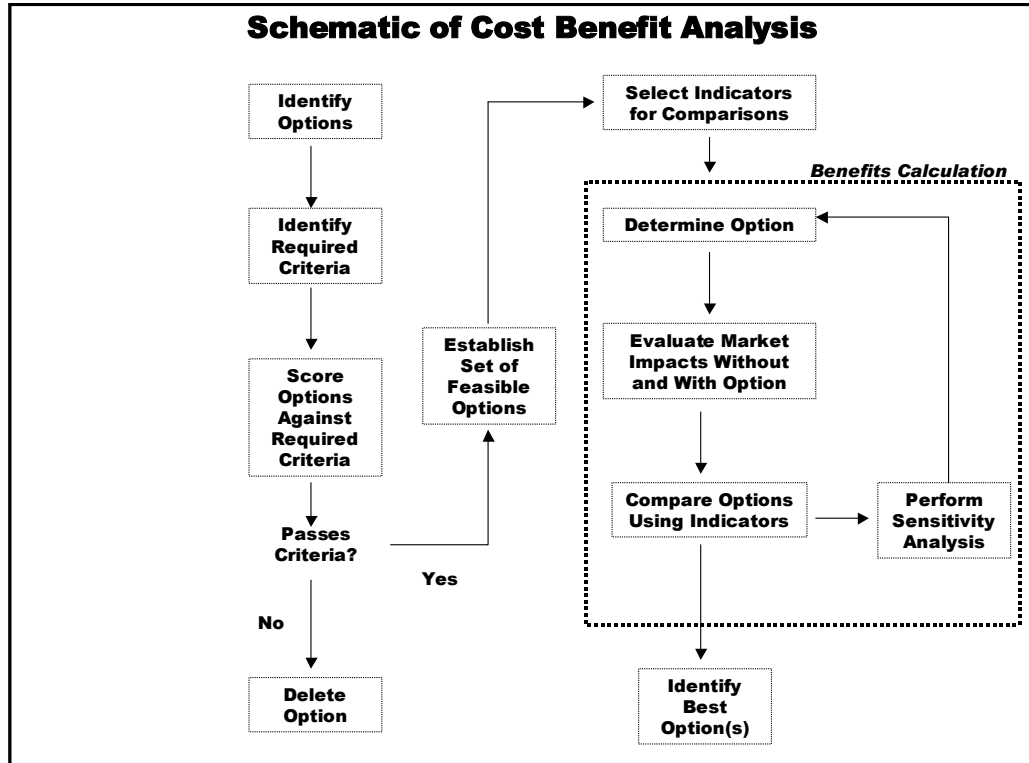 Schematic of Cost Benefit Analysis
Identify
Options
Identify
Required
Criteria
Score
Options
Against
Required
Criteria
Passes
Criteria?
Yes
No
Delete
Option
Establish
Set of
Feasible
Options
Select Indicators
for Comparisons
Benefits Calculation
Determine Option
Evaluate Market
Impacts Without
and With Option
Compare Options
Using Indicators
Perform
Sensitivity
Analysis
Identify
Best
Option(s)